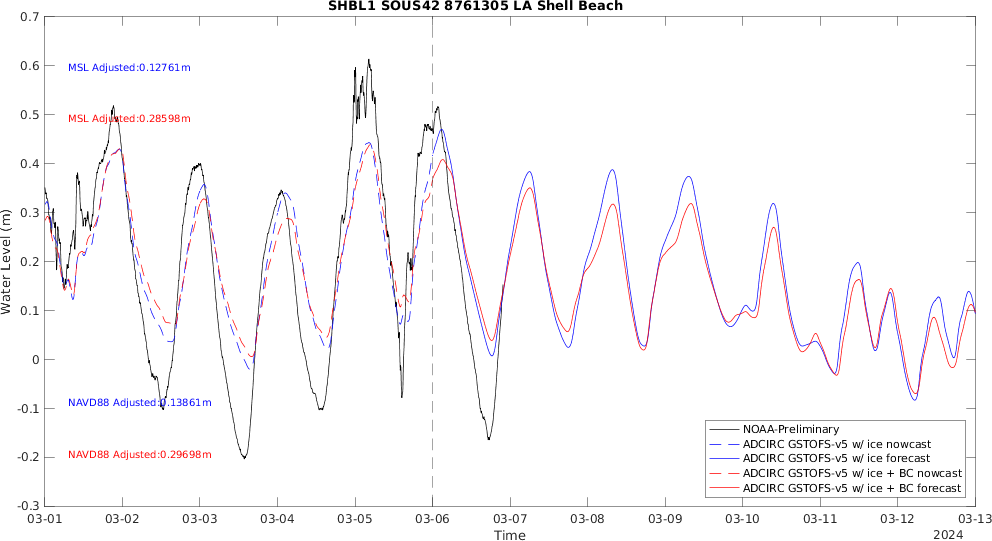 SHBL1 SOUS42 8761305 LA Shell Beach
0.7
0.6
0.5
0.4
0.3
0.2
0.1
0
-0.1
-0.2
-0.3
Water Level (m)
MSL Adjusted:0.12761m
MSL Adjusted:0.28598m
NAVD88 Adjusted:0.13861m
NAVD88 Adjusted:0.29698m
NOAA-Preliminary
ADCIRC GSTOFS-v5 w/ ice nowcast
ADCIRC GSTOFS-v5 w/ ice forecast
ADCIRC GSTOFS-v5 w/ ice + BC nowcast
ADCIRC GSTOFS-v5 w/ ice + BC forecast
03-01 03-02 03-03 03-04 03-05 03-06 03-07 03-08 03-09 03-10 03-11 03-12 03-13
Time
2024